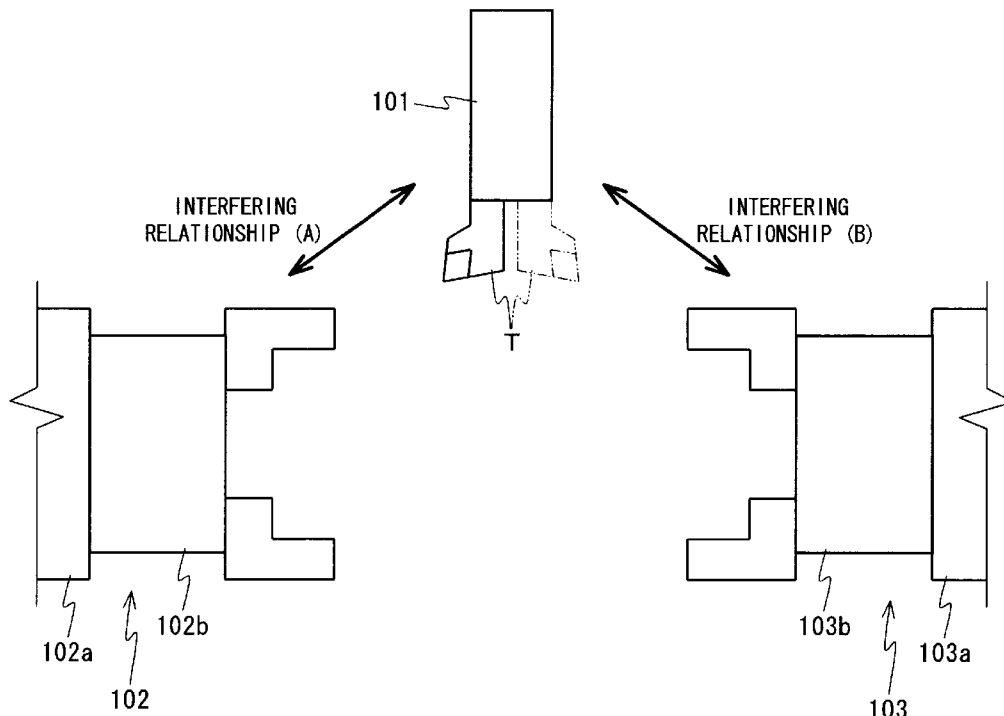 101
INTERFERING
RELATIONSHIP (A)
INTERFERING
RELATIONSHIP (B)
T
102a
102b
102
103b
103a
103